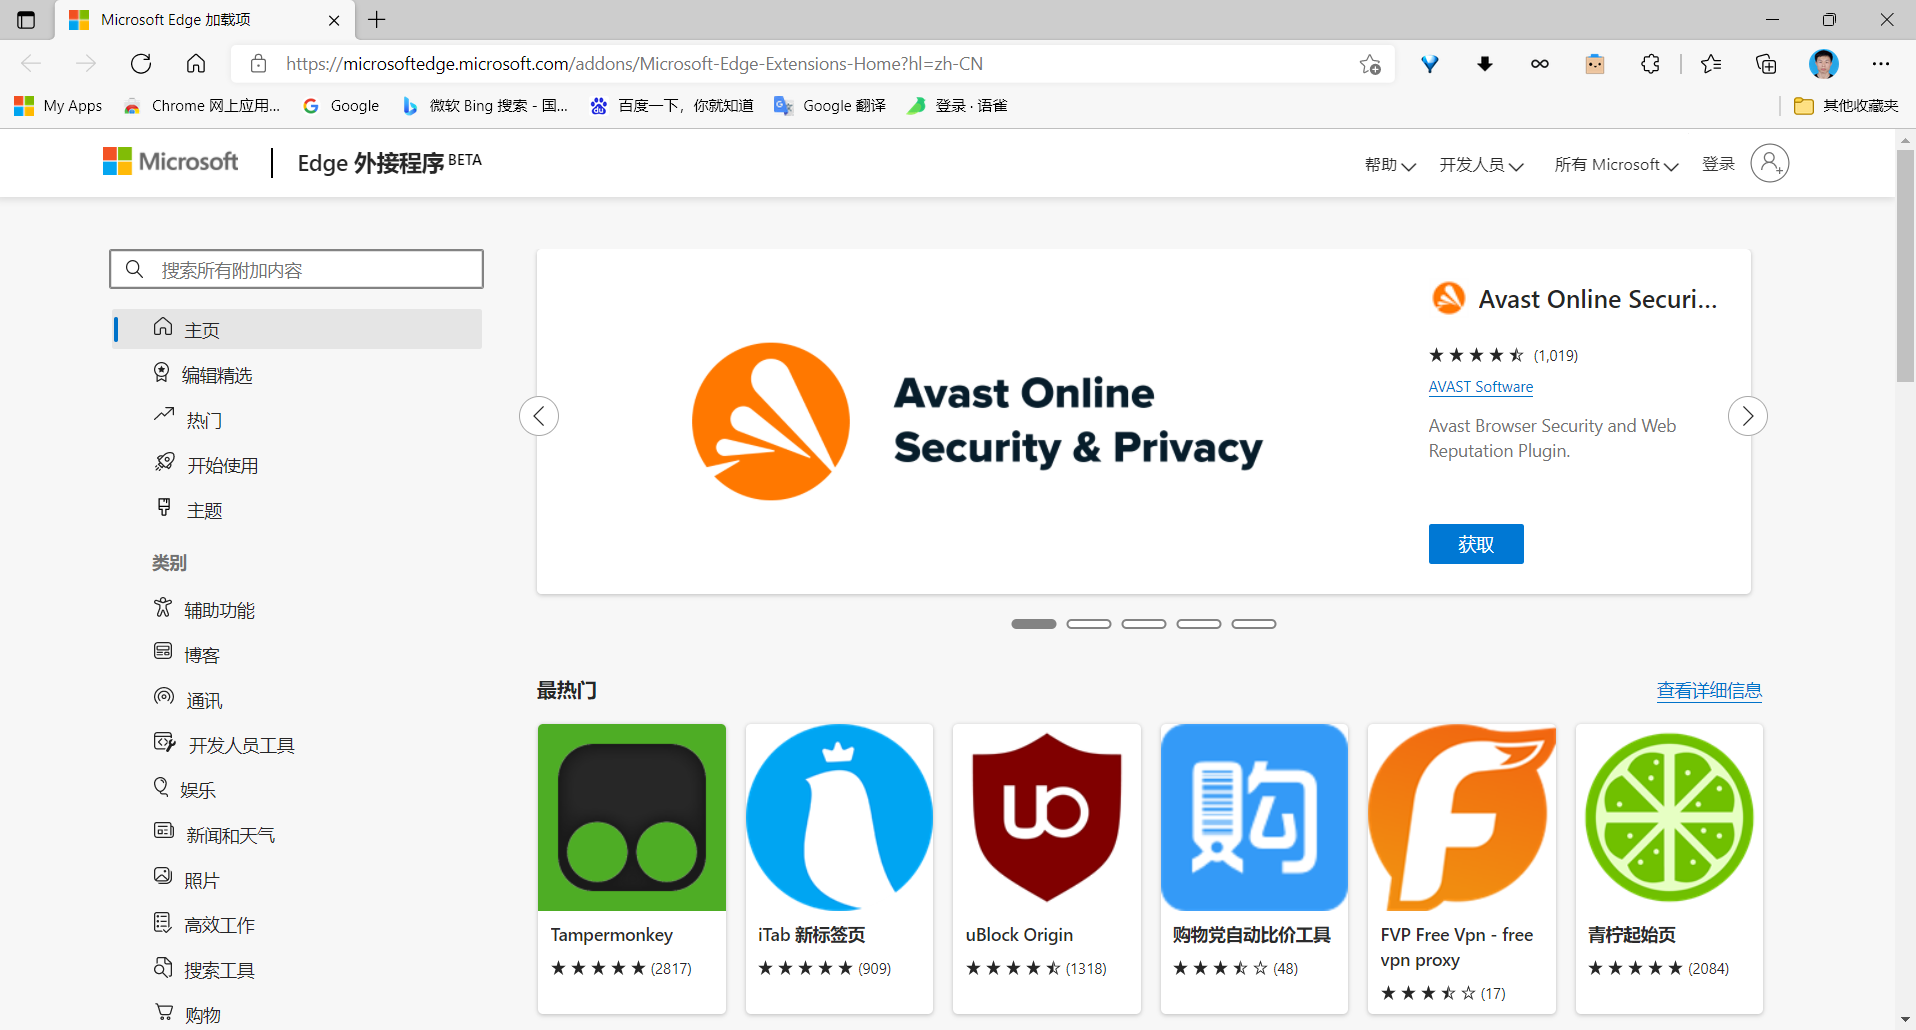 Microsoft Edge 加载项
https://microsoftedge.microsoft.com/addons/Microsoft-Edge-Extensions-Home?hl=zh-CN
My Apps
Chrome 网上应用...
Google
微软 Bing 搜索 - 国...
百度一下，你就知道
Google 翻译
登录 · 语雀
其他收藏夹
Microsoft
Edge 外接程序 BETA
帮助
开发人员
所有 Microsoft
登录
搜索所有附加内容
主页
编辑精选
热门
开始使用
主题
类别
辅助功能
博客
通讯
开发人员工具
娱乐
新闻和天气
照片
高效工作
搜索工具
购物
Avast Online
Security & Privacy
Avast Online Securi...
(1,019)
AVAST Software
Avast Browser Security and Web
Reputation Plugin.
获取
最热门
查看详细信息
Tampermonkey
(2817)
iTab 新标签页
(909)
uBlock Origin
(1318)
购
购物党自动比价工具
(48)
FVP Free Vpn - free
vpn proxy
(17)
青柠起始页
(2084)